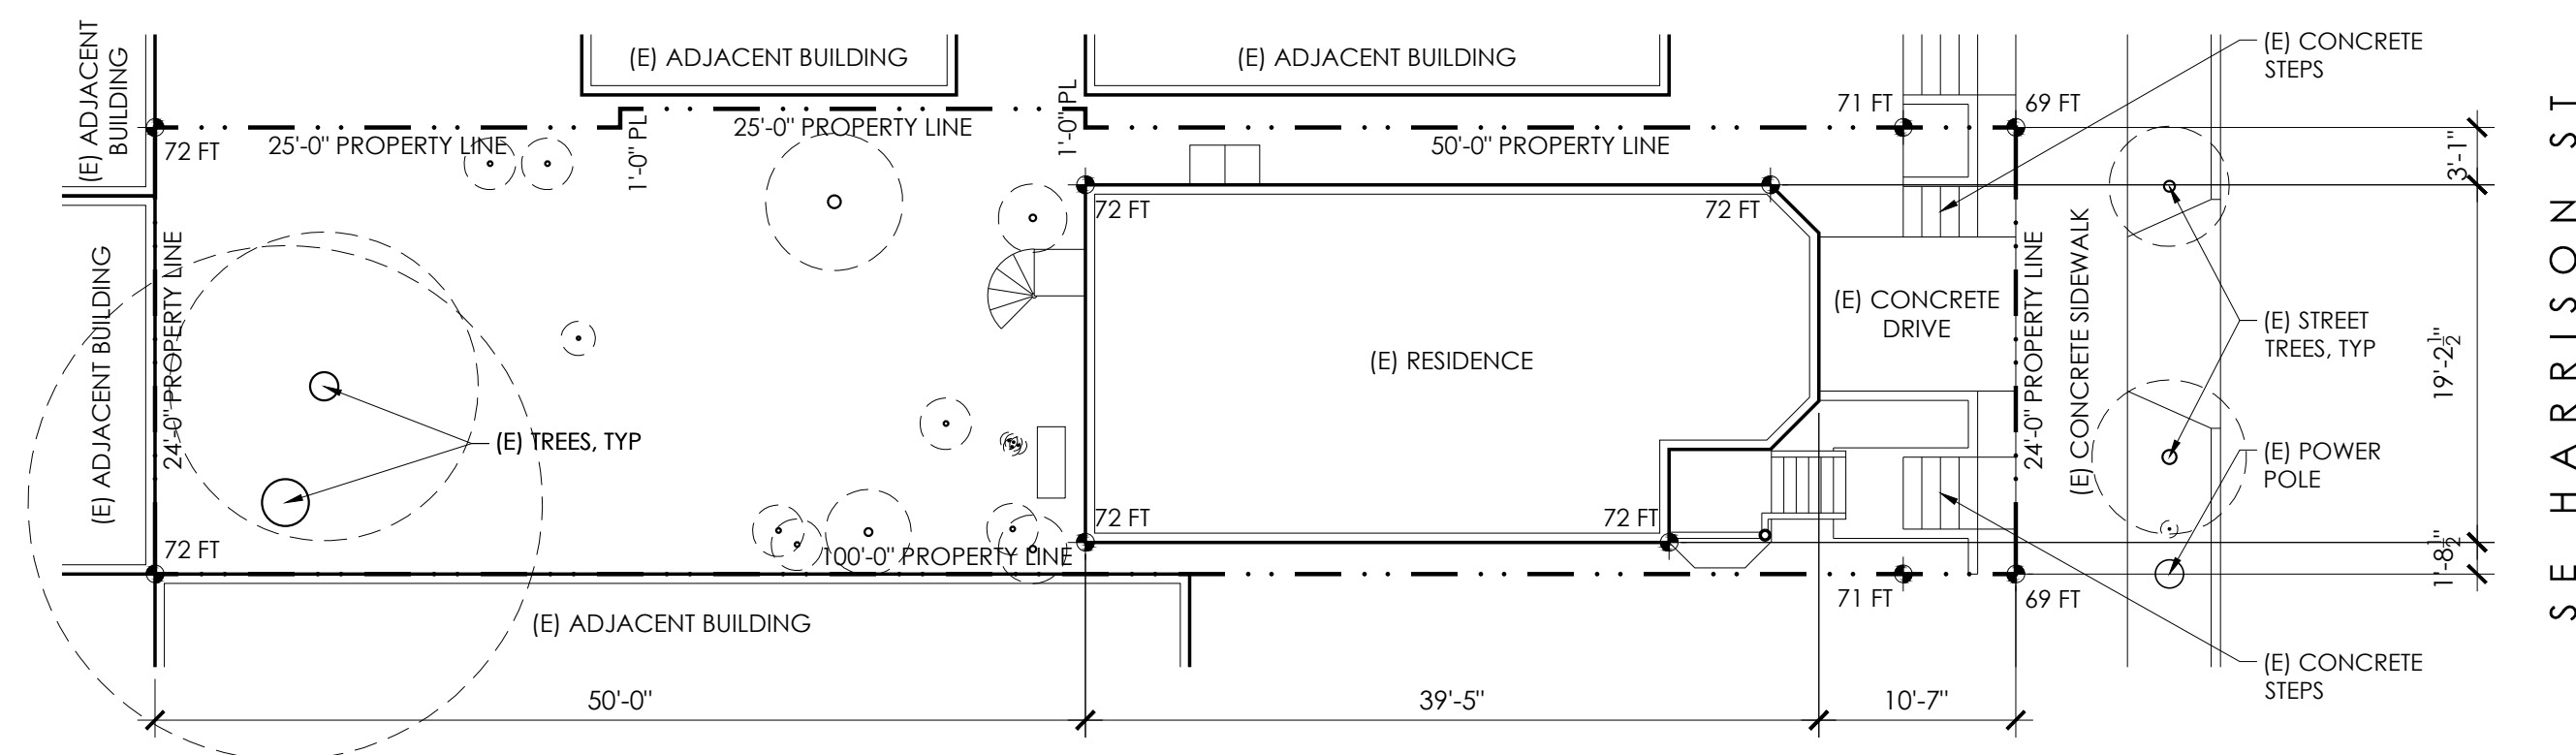 (E) ADJACENT
BUILDING
(E) ADJACENT BUILDING
(E) ADJACENT BUILDING
(E) CONCRETE
STEPS
71 FT
69 FT
72 FT
25'-0" PROPERTY LINE
1'-0" PL
25'-0" PROPERTY LINE
1'-0" PL
50'-0" PROPERTY LINE
3'-1"
72 FT
72 FT
(E) ADJACENT BUILDING
24'-0" PROPERTY LINE
(E) CONCRETE
DRIVE
24'-0" PROPERTY LINE
(E) CONCRETE SIDEWALK
(E) STREET
TREES, TYP
19'-2½"
SE HARRISON ST
(E) RESIDENCE
(E) TREES, TYP
(E) POWER
POLE
72 FT
72 FT
72 FT
100'-0" PROPERTY LINE
1'-8½"
71 FT
69 FT
(E) ADJACENT BUILDING
(E) CONCRETE
STEPS
50'-0"
39'-5"
10'-7"